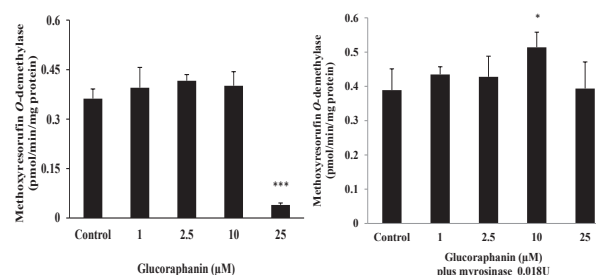 Methoxyresorufin O-demethylase
(pmol/min/mg protein)
0.6
0.45
0.3
0.15
0
***
Control 1 2.5 10 25
Glucoraphanin (µM)
Methoxyresorufin O-demethylase
(pmol/min/mg protein)
0.6
0.5
0.4
0.3
0.2
0.1
0
*
Control 1 2.5 10 25
Glucoraphanin (µM)
plus myrosinase 0.018U